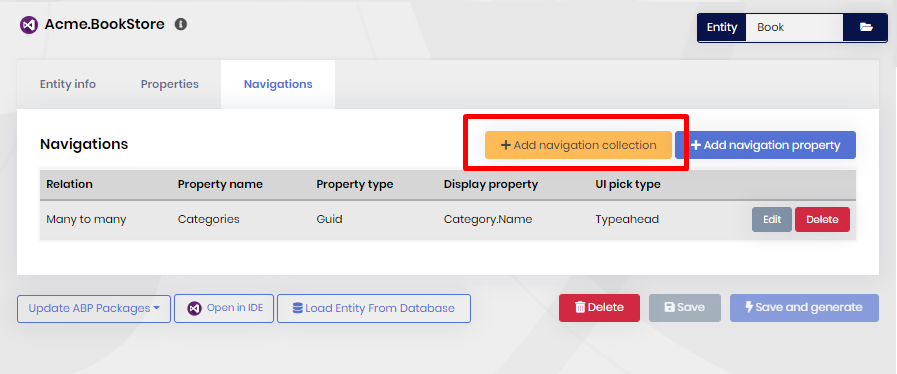 Acme.BookStore
Entity Book
Entity info Properties Navigations
Navigations
Add navigation collection Add navigation property
Relation Property name Property type Display property UI pick type
Many to many Categories Guid Category.Name Typeahead Edit Delete
Update ABP Packages Open in IDE Load Entity From Database Delete Save Save and generate